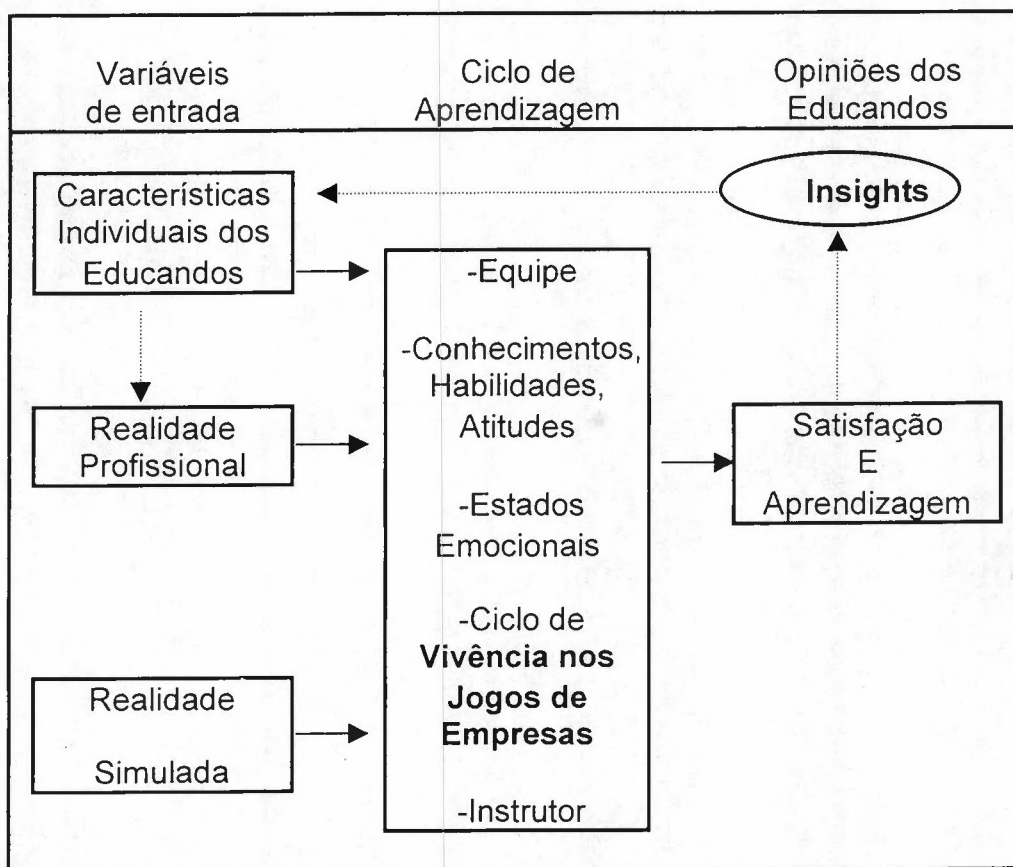 Variáveis
de entrada
Ciclo de
Aprendizagem
Opiniões dos
Educandos
Características
Individuais dos
Educandos
Realidade
Profissional
Realidade
Simulada
-Equipe
-Conhecimentos,
Habilidades,
Atitudes
-Estados
Emocionais
-Ciclo de
Vivência nos
Jogos de
Empresas
-Instrutor
Insights
Satisfação
E
Aprendizagem